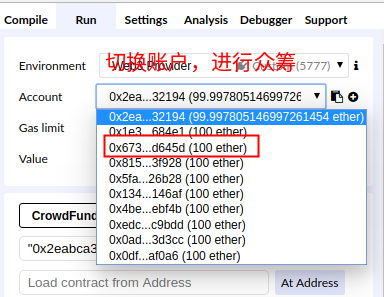 Compile Run Settings Analysis Debugger Support
切换账户，进行众筹
Environment Web3 Provider Custom (5777) i
Account 0x2ea...32194 (99.99780514699726
Gas limit 0x2ea...32194 (99.997805146997261454 ether)
0x1e3...684e1 (100 ether)
Value 0x673...d645d (100 ether)
0x815...3f928 (100 ether)
0x5fa...26b28 (100 ether)
0x134...146af (100 ether)
CrowdFund 0x4be...ebf4b (100 ether)
0xedc...c9bdd (100 ether)
"0x2eabca3 0x0ad...3d3cc (100 ether)
0x0df...af0a6 (100 ether)
Load contract from Address At Address